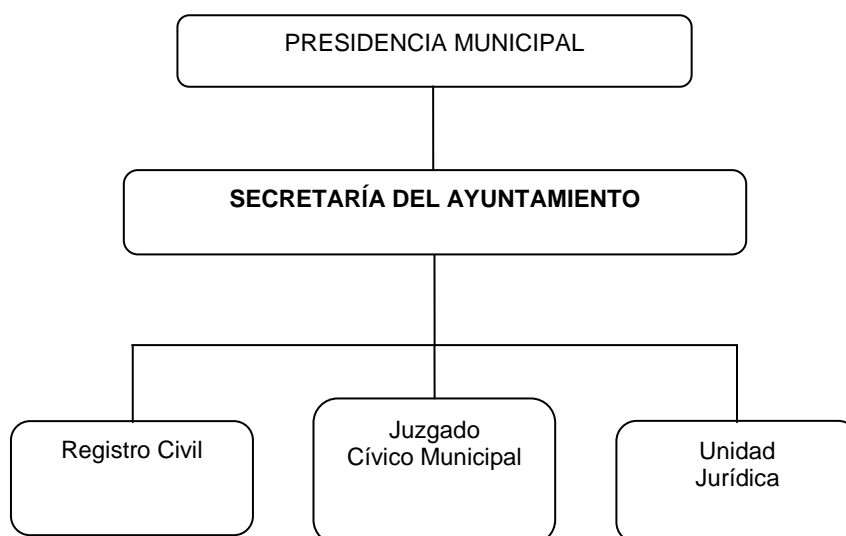 PRESIDENCIA MUNICIPAL
SECRETARÍA DEL AYUNTAMIENTO
Registro Civil
Juzgado
Cívico Municipal
Unidad
Jurídica